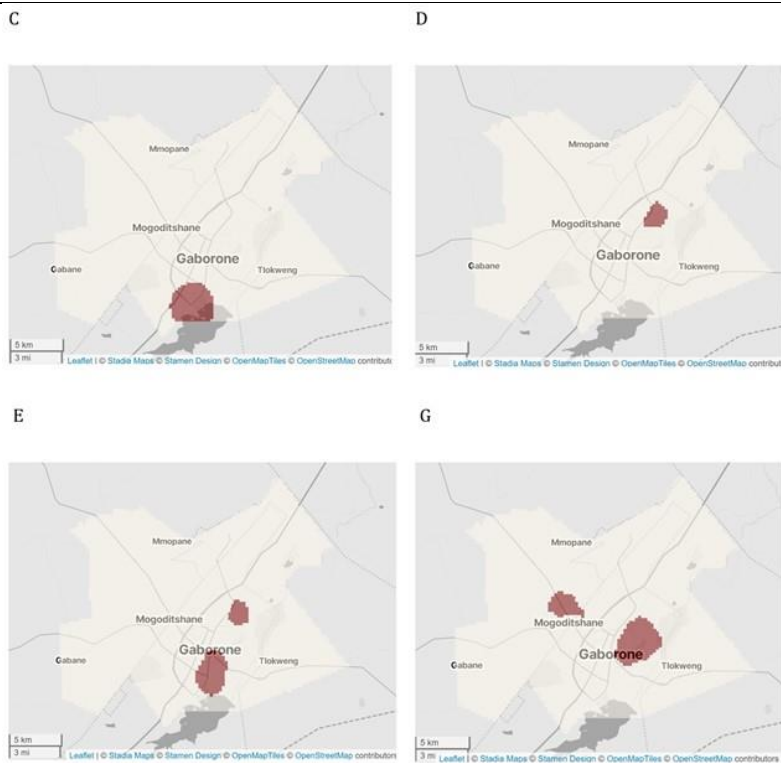 C
D
Mmopane
Mogoditshane
Gaborone
Gabane
Tlokweng
5 km
3 mi
Leaflet | © Stadia Maps © Stamen Design © OpenMapTiles © OpenStreetMap contributo
Mmopane
Mogoditshane
Gaborone
Gabane
Tlokweng
5 km
3 mi
Leaflet | © Stadia Maps © Stamen Design © OpenMapTiles © OpenStreetMap contribut
E
G
Mmopane
Mogoditshane
Gaborone
Gabane
Tlokweng
5 km
3 mi
Leaflet | © Stadia Maps © Stamen Design © OpenMapTiles © OpenStreetMap contributors
Mmopane
Mogoditshane
Gaborone
Gabane
Tlokweng
5 km
3 mi
Leaflet | © Stadia Maps © Stamen Design © OpenMapTiles © OpenStreetMap contributors